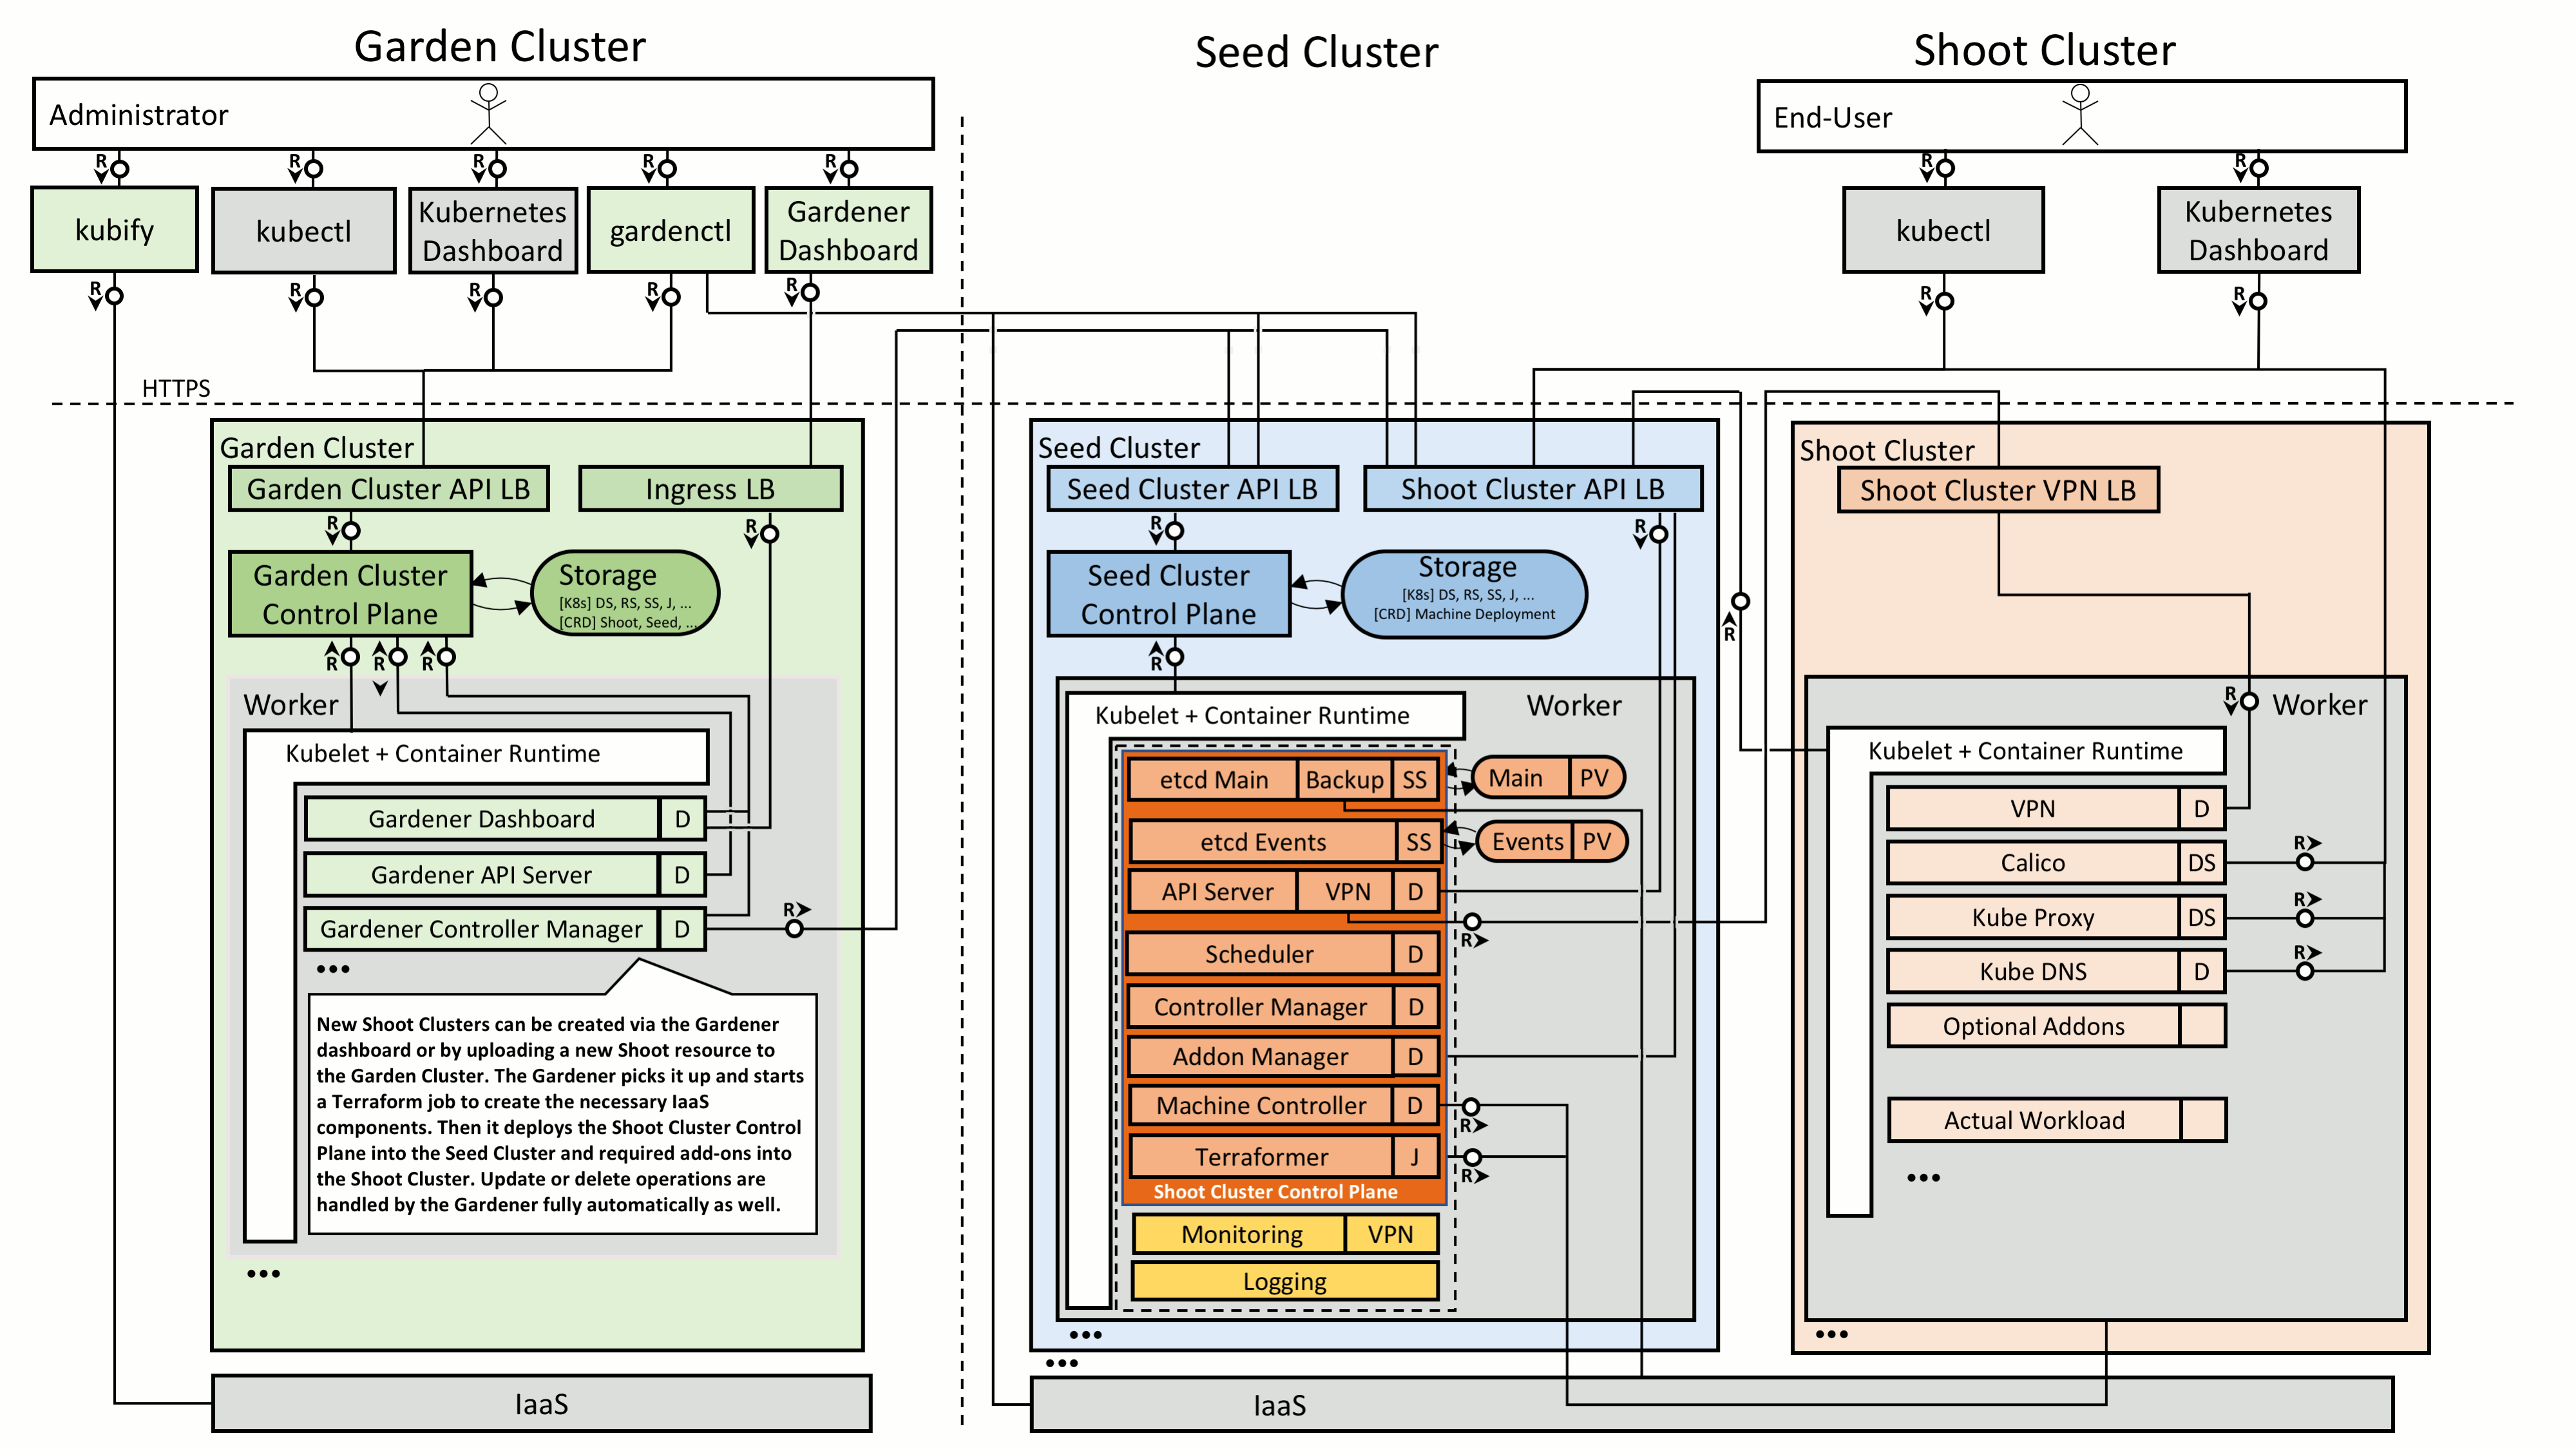 Garden Cluster
Seed Cluster
Shoot Cluster
Administrator
End-User
R
R
R
R
R
R
R
kubify
kubectl
Kubernetes
Dashboard
gardenctl
Gardener
Dashboard
kubectl
Kubernetes
Dashboard
R
R
R
R
R
R
R
HTTPS
Garden Cluster
Garden Cluster API LB
Ingress LB
R
R
Garden Cluster
Control Plane
Storage
[K8s] DS, RS, SS, J, ...
[CRD] Shoot, Seed, ...
R
R
R
Worker
Kubelet + Container Runtime
Gardener Dashboard D
Gardener API Server D
Gardener Controller Manager D
R
•••
New Shoot Clusters can be created via the Gardener
dashboard or by uploading a new Shoot resource to
the Garden Cluster. The Gardener picks it up and starts
a Terraform job to create the necessary IaaS
components. Then it deploys the Shoot Cluster Control
Plane into the Seed Cluster and required add-ons into
the Shoot Cluster. Update or delete operations are
handled by the Gardener fully automatically as well.
•••
IaaS
Seed Cluster
Seed Cluster API LB
Shoot Cluster API LB
R
R
Seed Cluster
Control Plane
Storage
[K8s] DS, RS, SS, J, ...
[CRD] Machine Deployment
R
R
Kubelet + Container Runtime
Worker
etcd Main Backup SS
Main PV
etcd Events SS
Events PV
API Server VPN D
R
Scheduler D
Controller Manager D
Addon Manager D
Machine Controller D
R
Terraformer J
R
Shoot Cluster Control Plane
Monitoring VPN
Logging
•••
•••
IaaS
Shoot Cluster
Shoot Cluster VPN LB
R
Worker
Kubelet + Container Runtime
VPN D
Calico DS
R
Kube Proxy DS
R
Kube DNS D
R
Optional Addons
Actual Workload
•••
•••